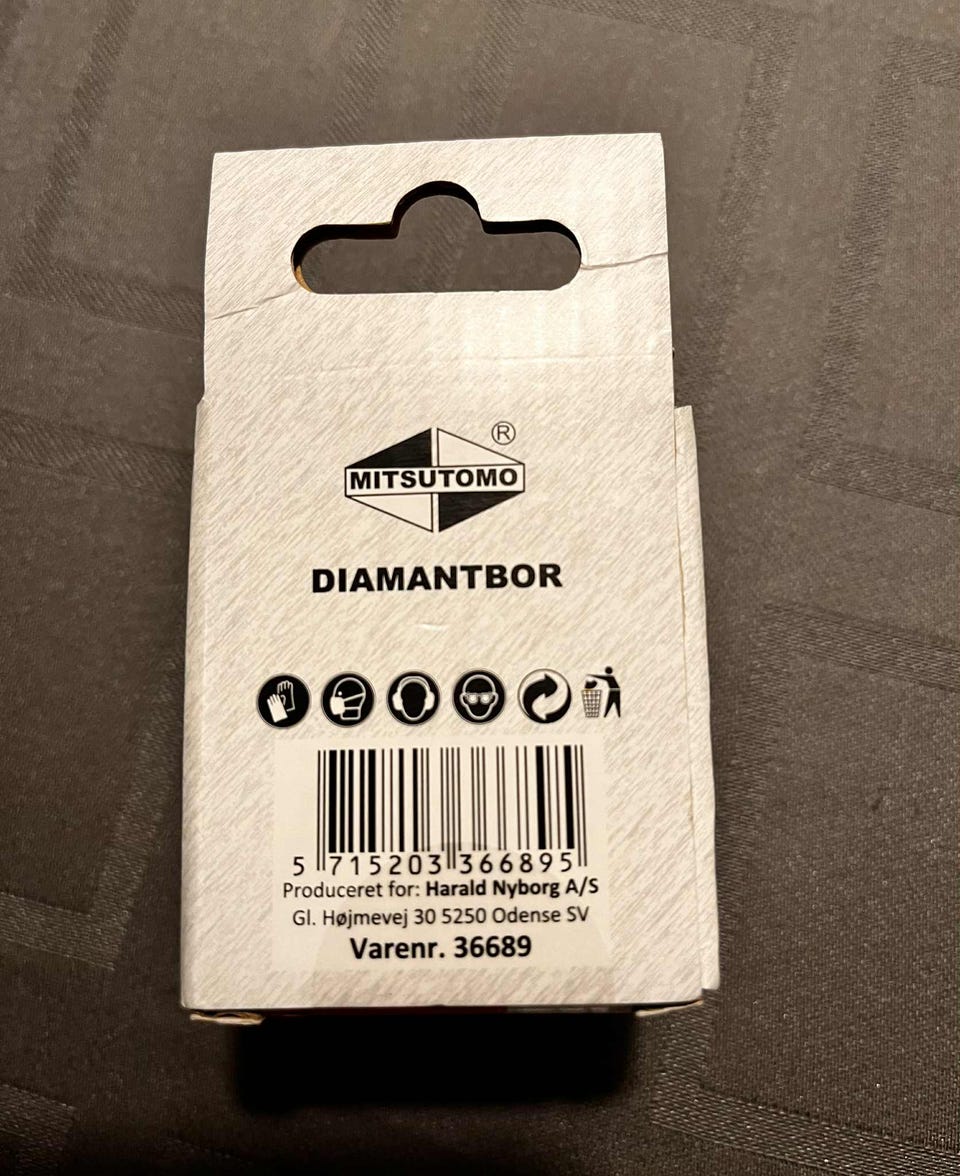 ®
MITSUTOMO
DIAMANTBOR
5 715203 366895
Produceret for: Harald Nyborg A/S
Gl. Højmevej 30 5250 Odense SV
Varenr. 36689